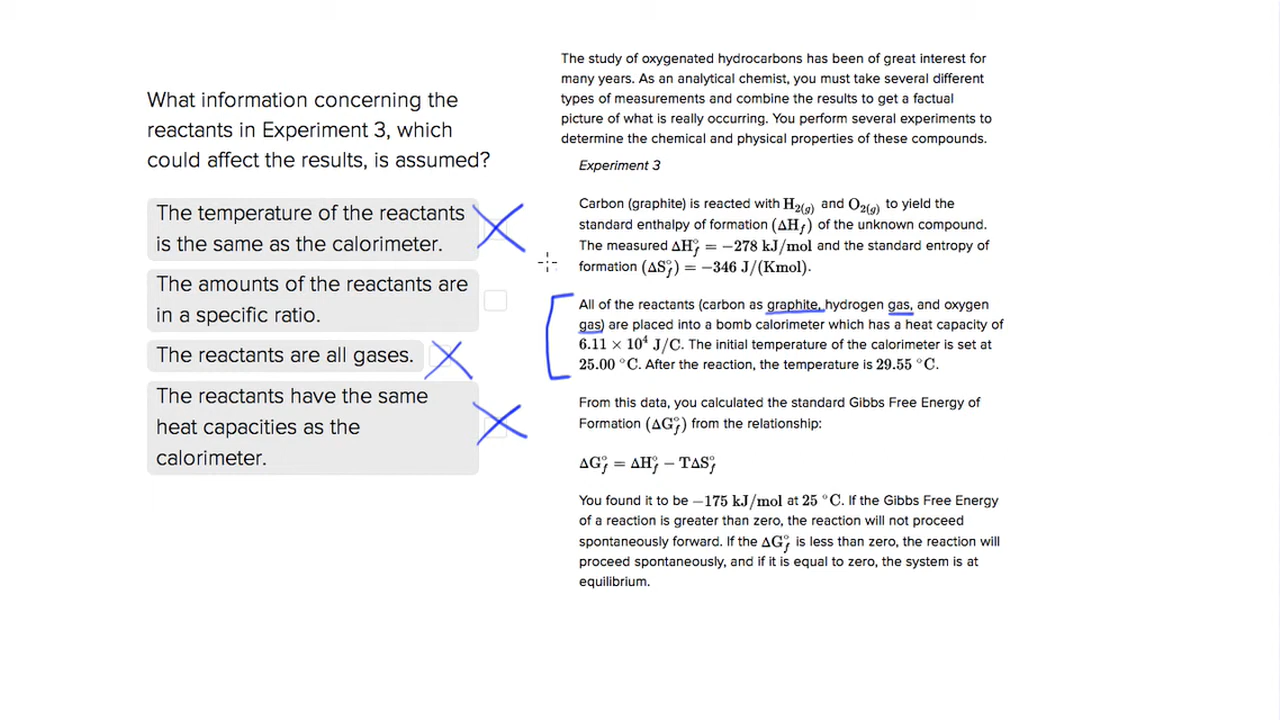 What information concerning the
reactants in Experiment 3, which
could affect the results, is assumed?
The temperature of the reactants
is the same as the calorimeter.
The amounts of the reactants are
in a specific ratio.
The reactants are all gases.
The reactants have the same
heat capacities as the
calorimeter.
The study of oxygenated hydrocarbons has been of great interest for
many years. As an analytical chemist, you must take several different
types of measurements and combine the results to get a factual
picture of what is really occurring. You perform several experiments to
determine the chemical and physical properties of these compounds.
Experiment 3
Carbon (graphite) is reacted with H₂₍g₎ and O₂₍g₎ to yield the
standard enthalpy of formation (ΔH_f) of the unknown compound.
The measured ΔH°_f = −278 kJ/mol and the standard entropy of
formation (ΔS°_f) = −346 J/(Kmol).
All of the reactants (carbon as graphite, hydrogen gas, and oxygen
gas) are placed into a bomb calorimeter which has a heat capacity of
6.11 × 10⁴ J/C. The initial temperature of the calorimeter is set at
25.00 °C. After the reaction, the temperature is 29.55 °C.
From this data, you calculated the standard Gibbs Free Energy of
Formation (ΔG°_f) from the relationship:
ΔG°_f = ΔH°_f − TΔS°_f
You found it to be −175 kJ/mol at 25 °C. If the Gibbs Free Energy
of a reaction is greater than zero, the reaction will not proceed
spontaneously forward. If the ΔG°_f is less than zero, the reaction will
proceed spontaneously, and if it is equal to zero, the system is at
equilibrium.